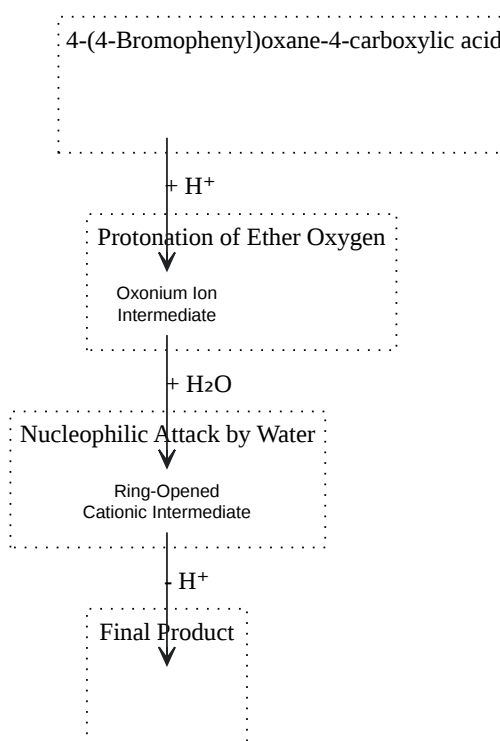 4-(4-Bromophenyl)oxane-4-carboxylic acid
+ H⁺
Protonation of Ether Oxygen
Oxonium Ion
Intermediate
+ H₂O
Nucleophilic Attack by Water
Ring-Opened
Cationic Intermediate
- H⁺
Final Product